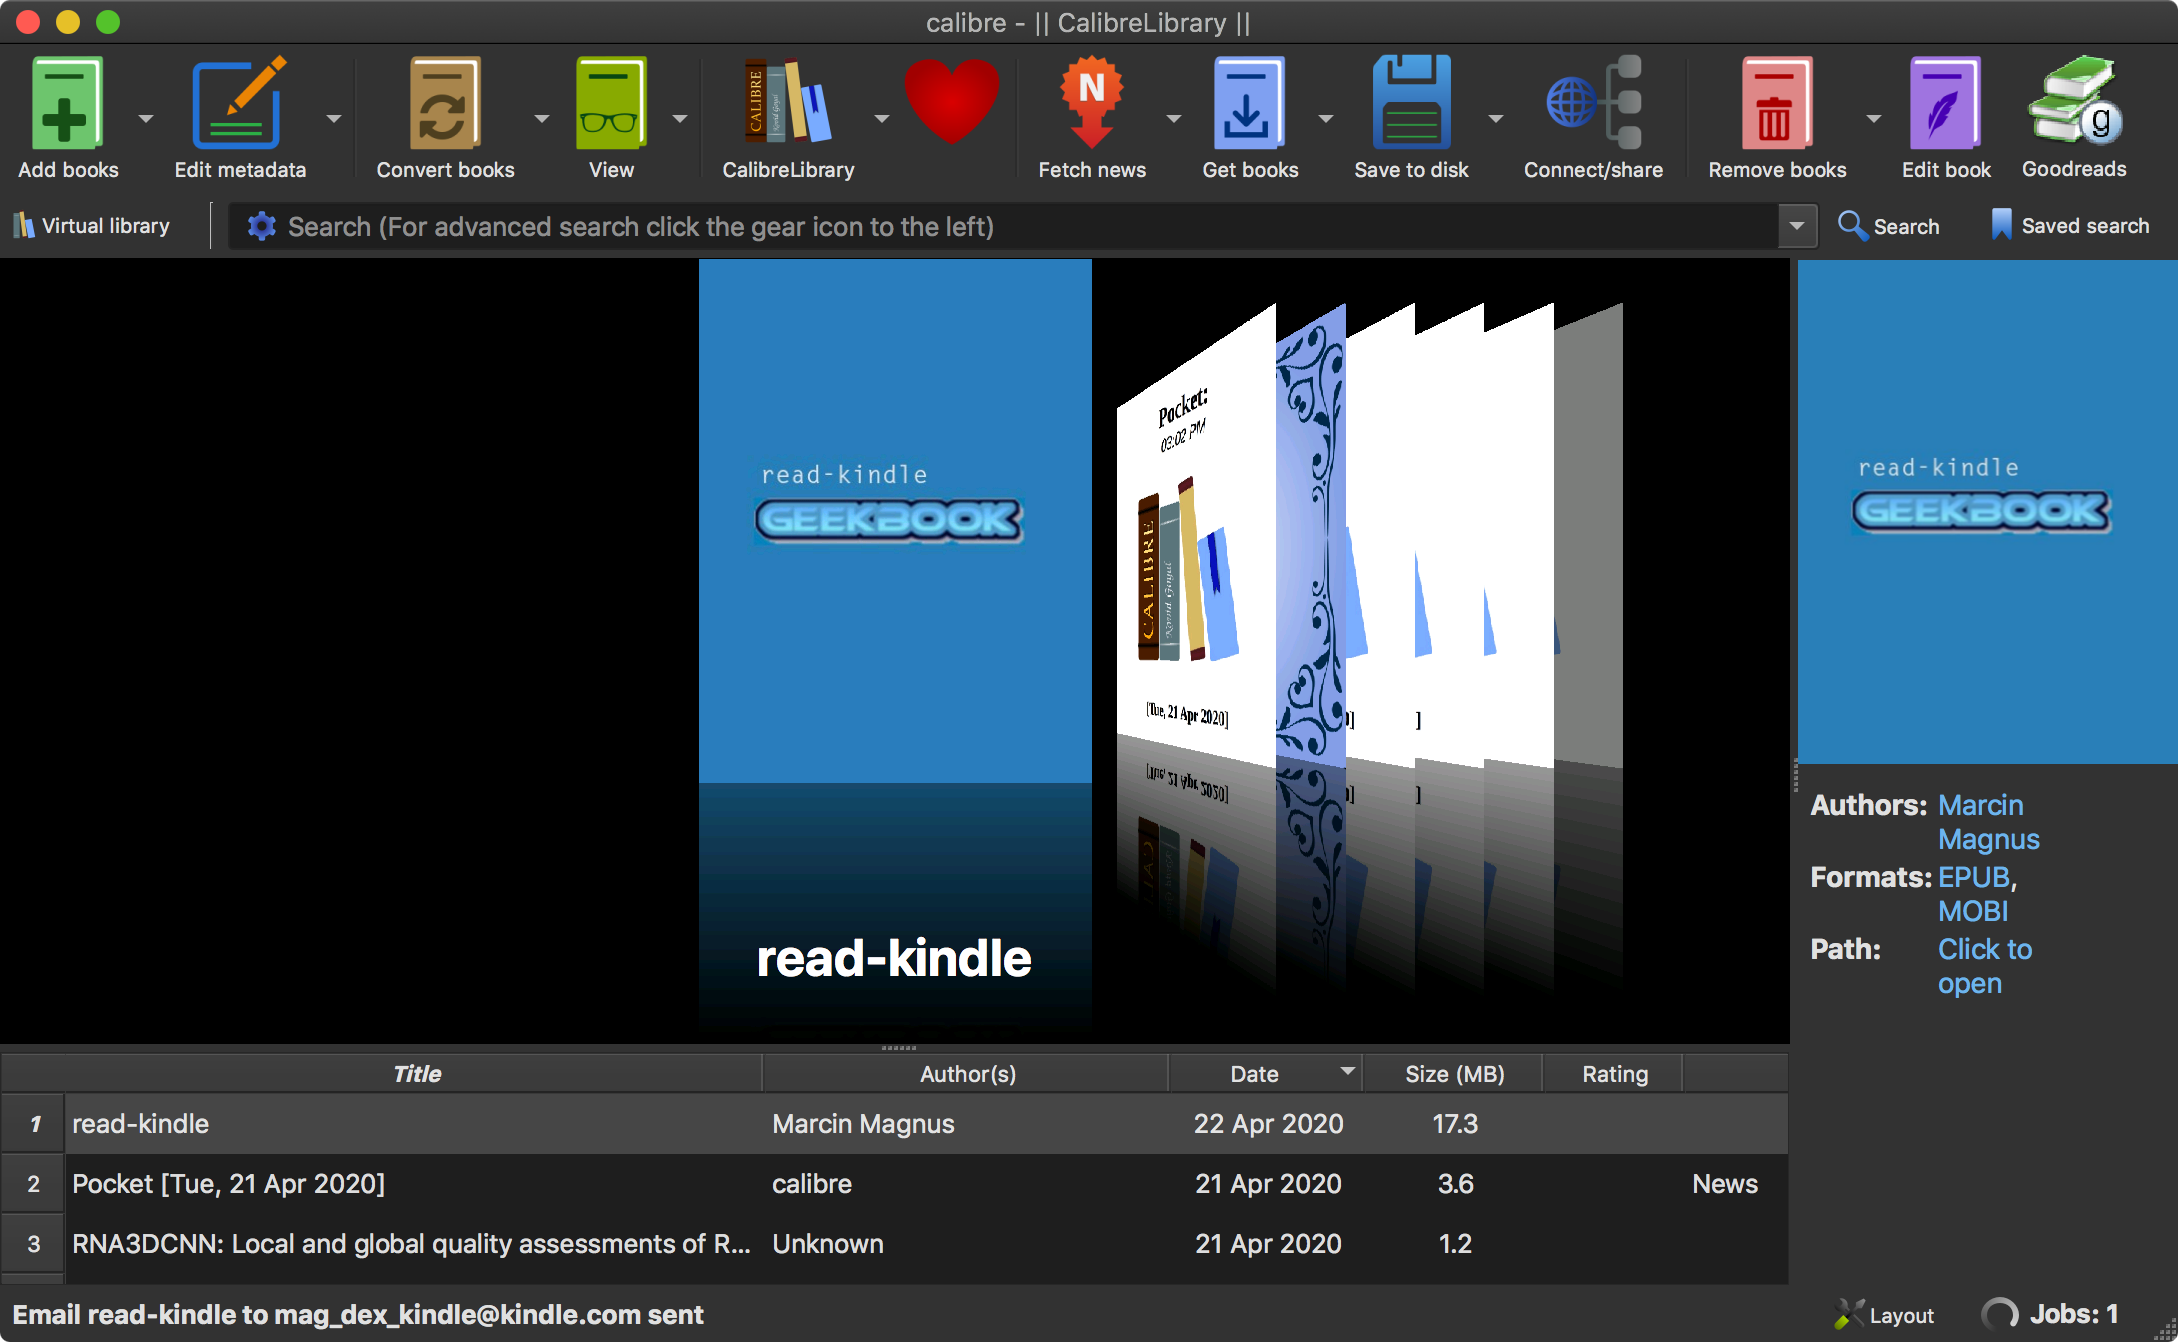 calibre - || CalibreLibrary ||
CALIBRE
N
g
Add books
Edit metadata
Convert books
View
CalibreLibrary
Fetch news
Get books
Save to disk
Connect/share
Remove books
Edit book
Goodreads
Virtual library
Search (For advanced search click the gear icon to the left)
Search
Saved search
read-kindle
GEEKBOOK
read-kindle
Pocket:
03:02 PM
CALIBRE
Kovid Goyal
[Tue, 21 Apr 2020]
0]
]
read-kindle
GEEKBOOK
Authors: Marcin
Magnus
Formats: EPUB,
MOBI
Path: Click to
open
Title Author(s) Date Size (MB) Rating
1 read-kindle Marcin Magnus 22 Apr 2020 17.3
2 Pocket [Tue, 21 Apr 2020] calibre 21 Apr 2020 3.6 News
3 RNA3DCNN: Local and global quality assessments of R... Unknown 21 Apr 2020 1.2
Email read-kindle to mag_dex_kindle@kindle.com sent
Layout
Jobs: 1